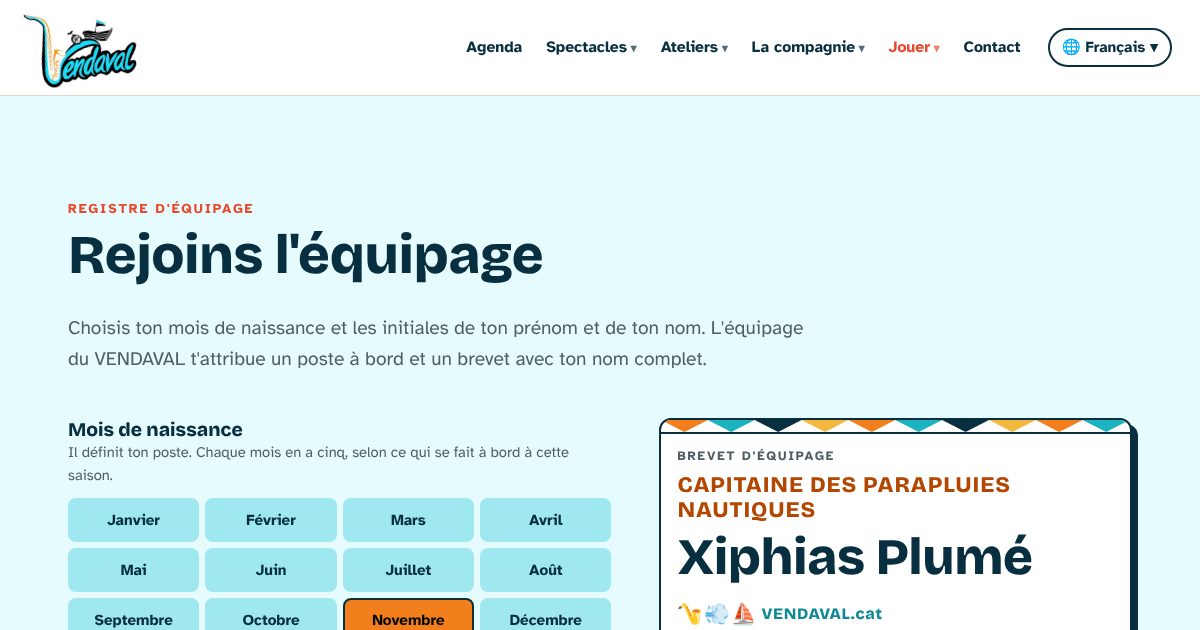 Vendaval
Agenda Spectacles ▾ Ateliers ▾ La compagnie ▾ Jouer ▾ Contact 🌐 Français ▾
REGISTRE D'ÉQUIPAGE
Rejoins l'équipage
Choisis ton mois de naissance et les initiales de ton prénom et de ton nom. L'équipage
du VENDAVAL t'attribue un poste à bord et un brevet avec ton nom complet.
Mois de naissance
Il définit ton poste. Chaque mois en a cinq, selon ce qui se fait à bord à cette
saison.
Janvier Février Mars Avril
Mai Juin Juillet Août
Septembre Octobre Novembre Décembre
BREVET D'ÉQUIPAGE
CAPITAINE DES PARAPLUIES
NAUTIQUES
Xiphias Plumé
🎷💨⛵ VENDAVAL.cat